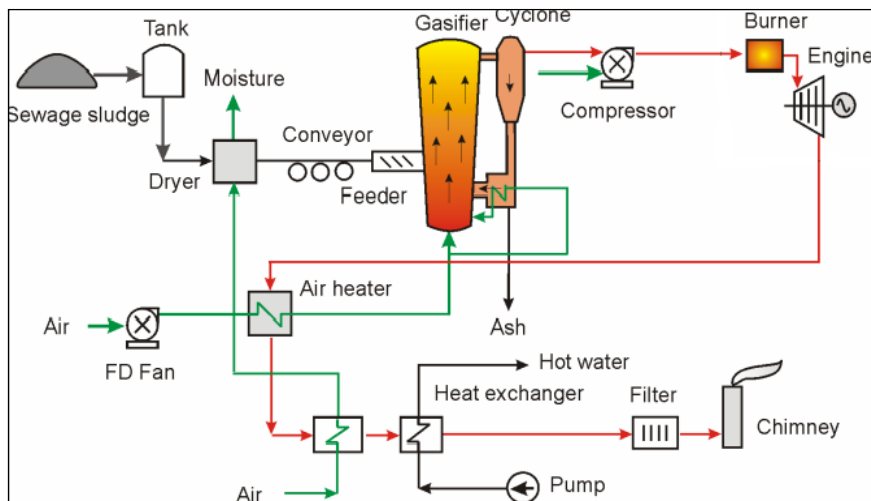 Gasifier
Cyclone
Burner
Tank
Engine
Moisture
Sewage sludge
Compressor
Conveyor
Dryer
Feeder
Air heater
Air
Ash
FD Fan
Hot water
Heat exchanger
Filter
Chimney
Air
Pump